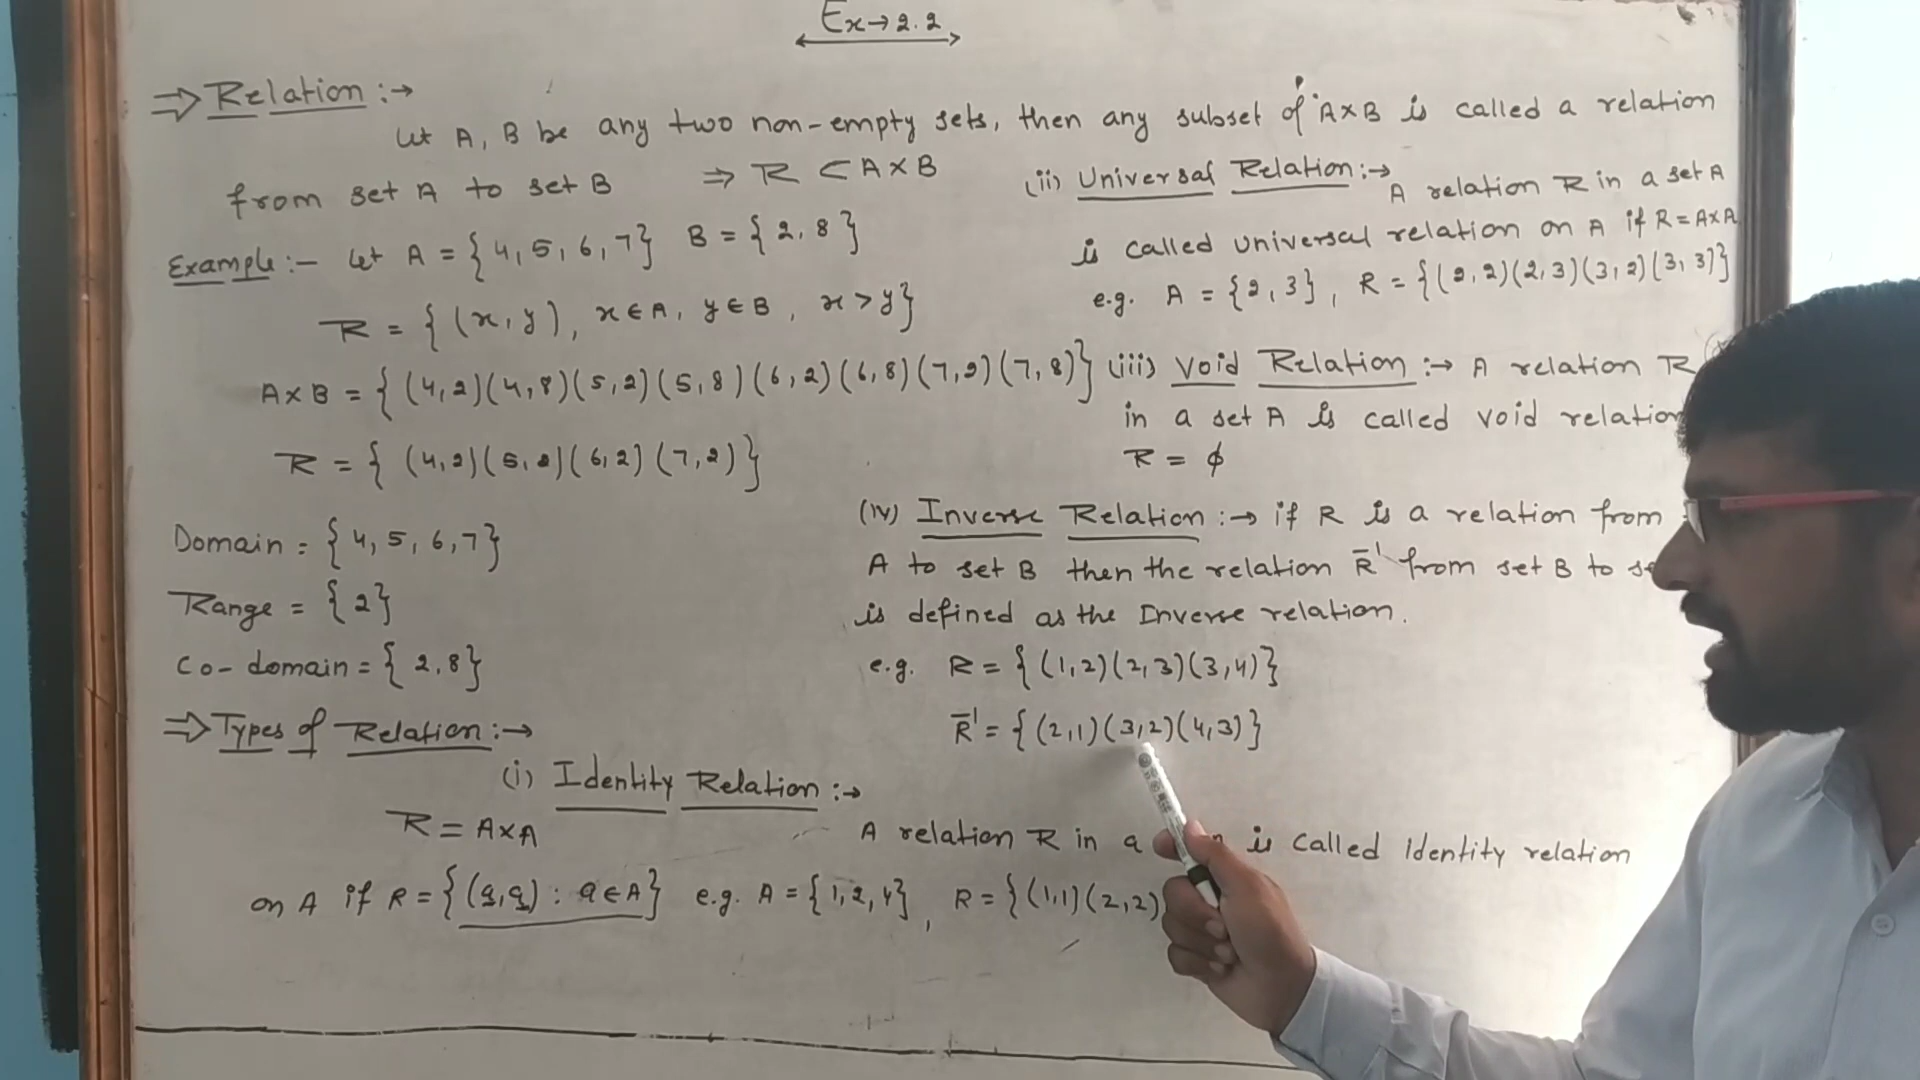 Ex→2.2
⇒ Relation :→
Let A, B be any two non-empty sets, then any subset of A×B is called a relation
from set A to set B ⇒ R ⊂ A×B
Example:- Let A = {4, 5, 6, 7} B = {2, 8}
R = {(x, y), x∈A, y∈B, x>y}
A×B = {(4,2)(4,8)(5,2)(5,8)(6,2)(6,8)(7,2)(7,8)}
R = {(4,2)(5,2)(6,2)(7,2)}
Domain = {4, 5, 6, 7}
Range = {2}
Co-domain = {2, 8}
⇒ Types of Relation :→
(i) Identity Relation :→
R = A×A
A relation R in a is called Identity relation
on A if R = {(a,a) : a∈A} e.g. A = {1, 2, 4}, R = {(1,1)(2,2)
(ii) Universal Relation :→
A relation R in a set A
is called universal relation on A if R = A×A
e.g. A = {2, 3}, R = {(2,2)(2,3)(3,2)(3,3)}
(iii) Void Relation :→ A relation R
in a set A is called void relation
R = ϕ
(iv) Inverse Relation :→ if R is a relation from
A to set B then the relation R⁻¹ from set B to
is defined as the Inverse relation.
e.g. R = {(1,2)(2,3)(3,4)}
R⁻¹ = {(2,1)(3,2)(4,3)}